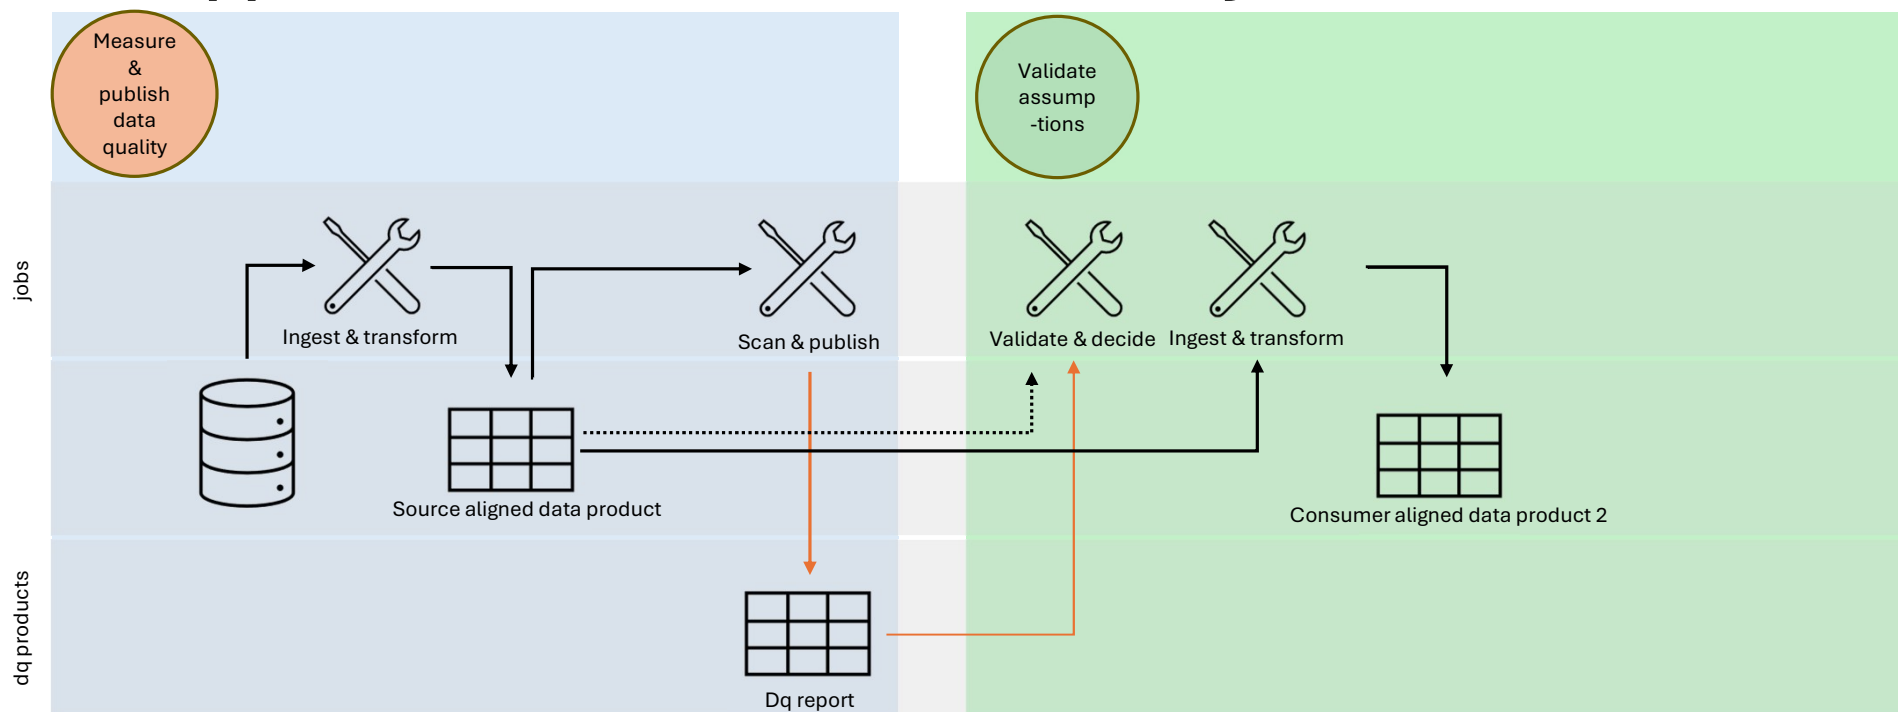 Measure
&
publish
data
quality
Validate
assump
-tions
jobs
Ingest & transform
Scan & publish
Validate & decide
Ingest & transform
Source aligned data product
Consumer aligned data product 2
dq products
Dq report